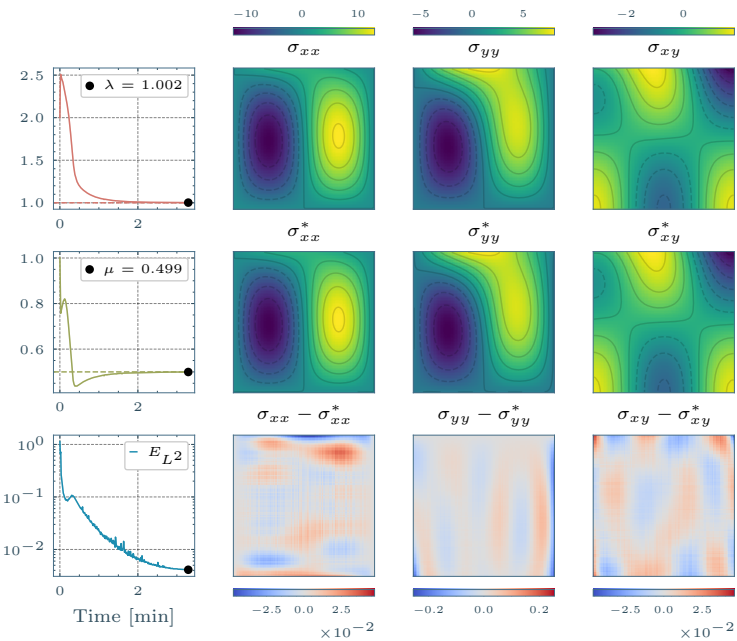 −10 0 10
−5 0 5
−2 0
σxx
σyy
σxy
2.5
2.0
1.5
1.0
λ = 1.002
0 2
σ*xx
σ*yy
σ*xy
1.0
0.8
0.6
μ = 0.499
0 2
σxx − σ*xx
σyy − σ*yy
σxy − σ*xy
10⁰
10⁻¹
10⁻²
E_L2
0 2
Time [min]
−2.5 0.0 2.5
×10⁻²
−0.2 0.0 0.2
−2.5 0.0 2.5
×10⁻²